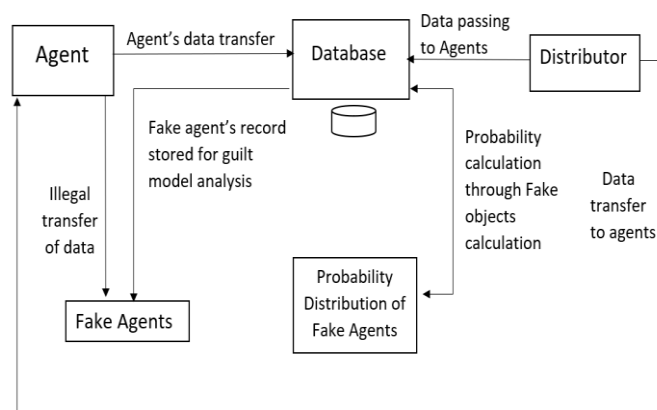 Agent
Agent's data transfer
Database
Data passing
to Agents
Distributor
Fake agent's record
stored for guilt
model analysis
Probability
calculation
through Fake
objects
calculation
Data
transfer
to agents
Illegal
transfer
of data
Probability
Distribution of
Fake Agents
Fake Agents